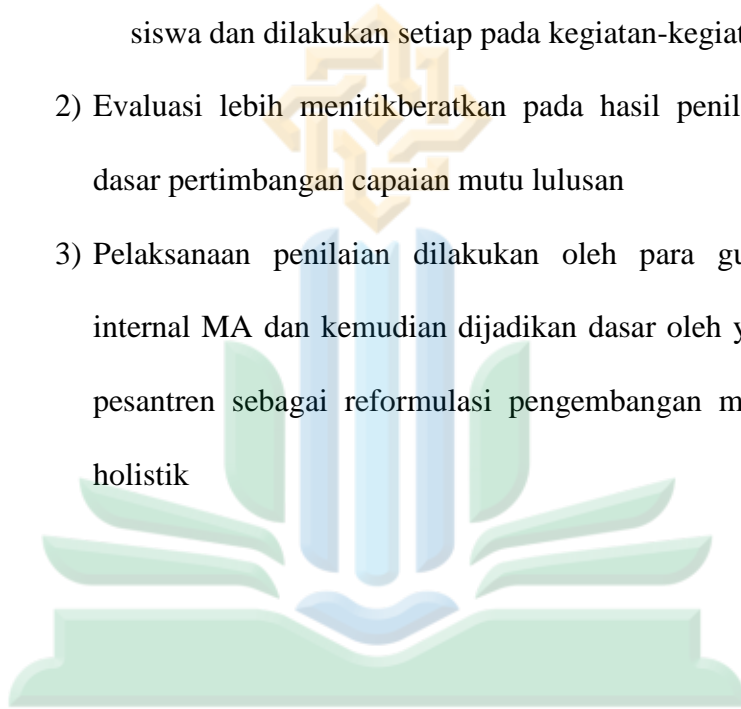 siswa dan dilakukan setiap pada kegiatan-kegiat
2) Evaluasi lebih menitikberatkan pada hasil penil
dasar pertimbangan capaian mutu lulusan
3) Pelaksanaan penilaian dilakukan oleh para gu
internal MA dan kemudian dijadikan dasar oleh y
pesantren sebagai reformulasi pengembangan m
holistik